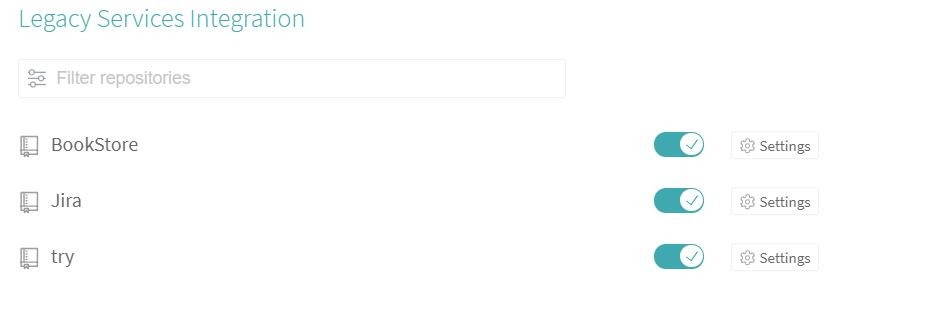 Legacy Services Integration
Filter repositories
BookStore
Settings
Jira
Settings
try
Settings